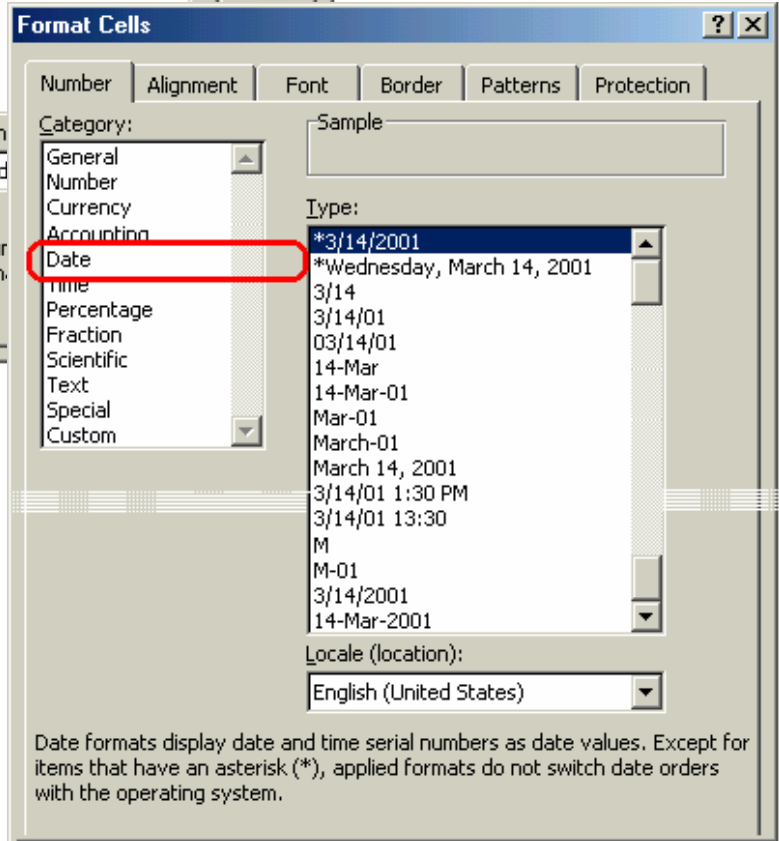 Format Cells
Number Alignment Font Border Patterns Protection
Category:
General
Number
Currency
Accounting
Date
Time
Percentage
Fraction
Scientific
Text
Special
Custom
Sample
Type:
*3/14/2001
*Wednesday, March 14, 2001
3/14
3/14/01
03/14/01
14-Mar
14-Mar-01
Mar-01
March-01
March 14, 2001
3/14/01 1:30 PM
3/14/01 13:30
M
M-01
3/14/2001
14-Mar-2001
Locale (location):
English (United States)
Date formats display date and time serial numbers as date values. Except for
items that have an asterisk (*), applied formats do not switch date orders
with the operating system.